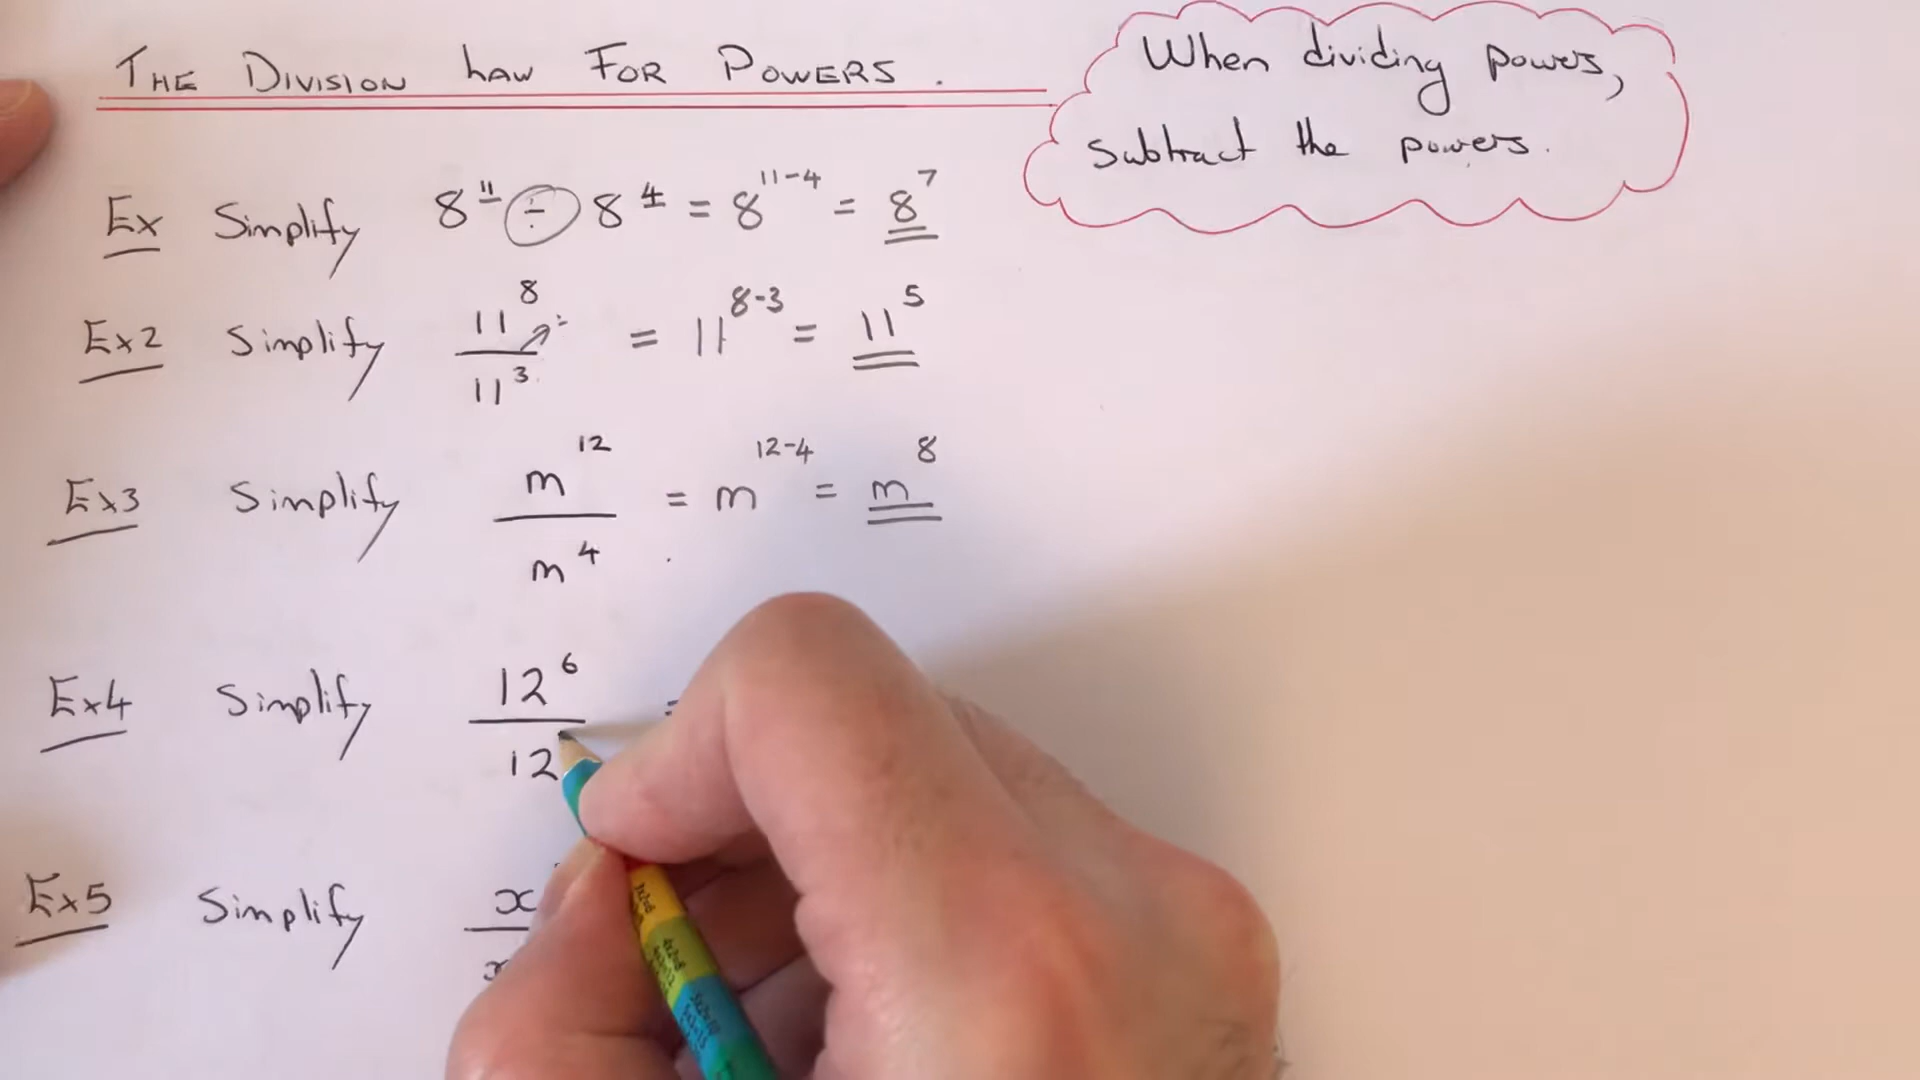 THE DIVISION LAW FOR POWERS.
When dividing powers,
subtract the powers.
Ex Simplify 8¹¹ ÷ 8⁴ = 8¹¹⁻⁴ = 8⁷
Ex2 Simplify 11⁸/11³ = 11⁸⁻³ = 11⁵
Ex3 Simplify m¹²/m⁴ = m¹²⁻⁴ = m⁸
Ex4 Simplify 12⁶/12 =
Ex5 Simplify x/x